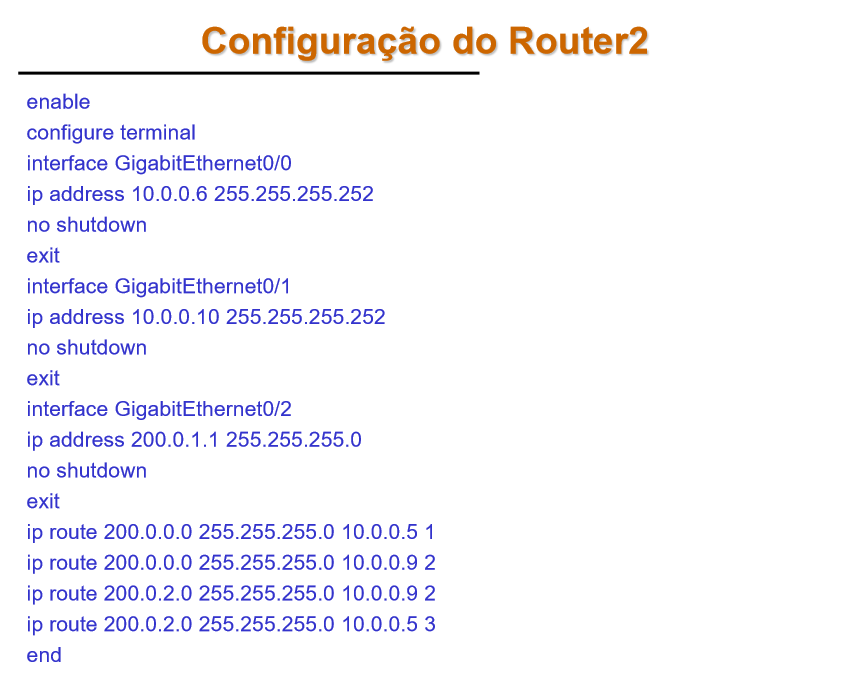 Configuração do Router2
enable
configure terminal
interface GigabitEthernet0/0
ip address 10.0.0.6 255.255.255.252
no shutdown
exit
interface GigabitEthernet0/1
ip address 10.0.0.10 255.255.255.252
no shutdown
exit
interface GigabitEthernet0/2
ip address 200.0.1.1 255.255.255.0
no shutdown
exit
ip route 200.0.0.0 255.255.255.0 10.0.0.5 1
ip route 200.0.0.0 255.255.255.0 10.0.0.9 2
ip route 200.0.2.0 255.255.255.0 10.0.0.9 2
ip route 200.0.2.0 255.255.255.0 10.0.0.5 3
end